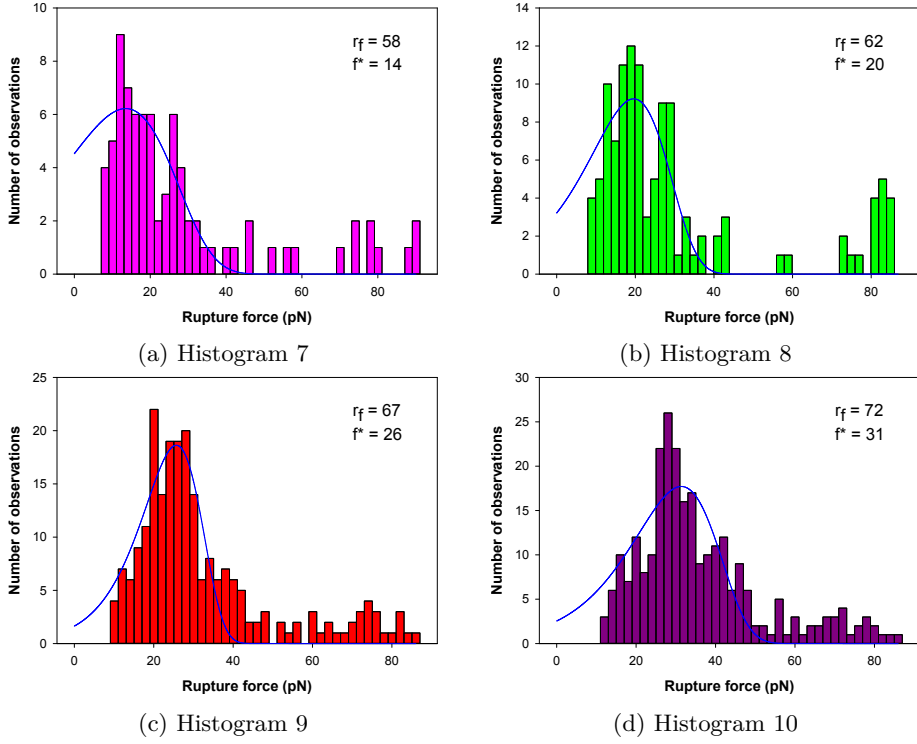 10
8
6
4
2
0
Number of observations
r_f = 58
f* = 14
0 20 40 60 80
Rupture force (pN)
(a) Histogram 7
14
12
10
8
6
4
2
0
Number of observations
r_f = 62
f* = 20
0 20 40 60 80
Rupture force (pN)
(b) Histogram 8
25
20
15
10
5
0
Number of observations
r_f = 67
f* = 26
0 20 40 60 80
Rupture force (pN)
(c) Histogram 9
30
25
20
15
10
5
0
Number of observations
r_f = 72
f* = 31
0 20 40 60 80
Rupture force (pN)
(d) Histogram 10